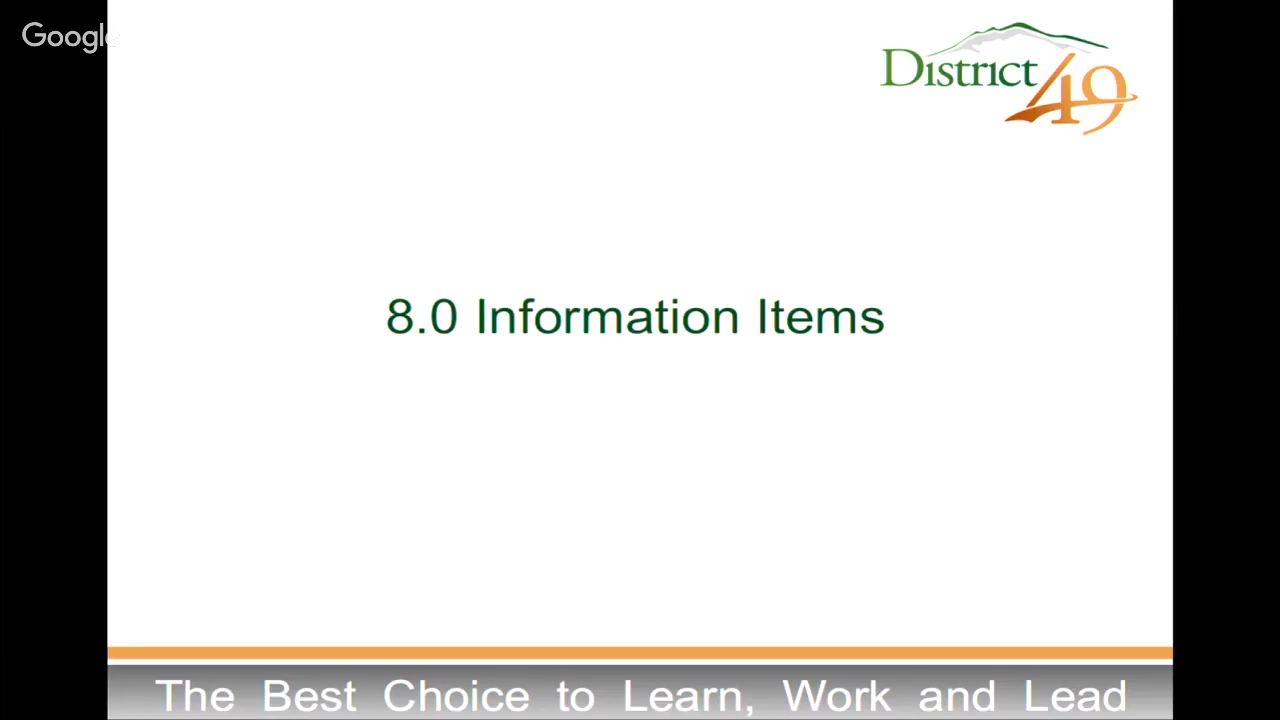 Google
District 49
8.0 Information Items
The Best Choice to Learn, Work and Lead